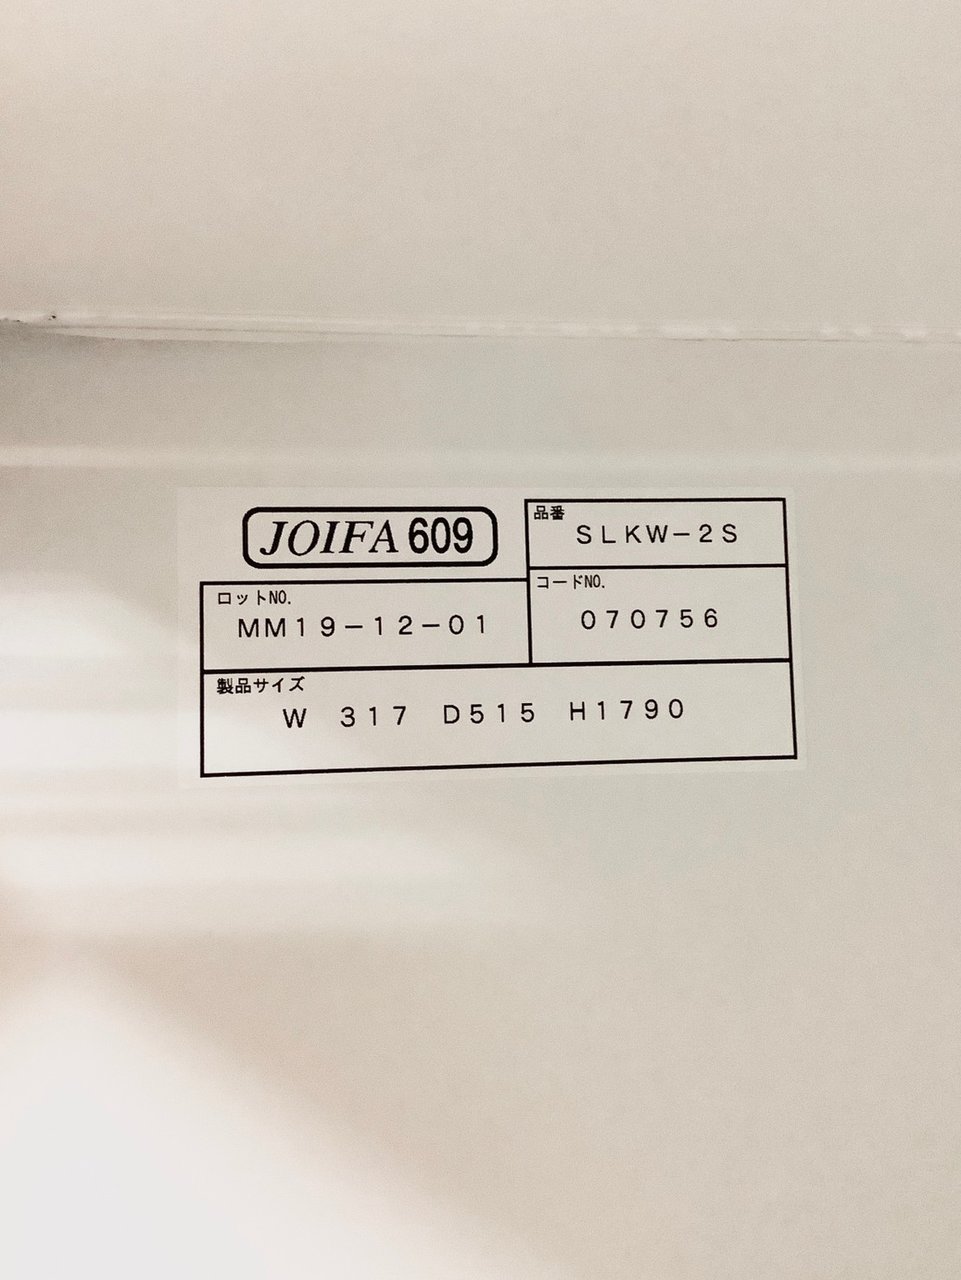 JOIFA 609
品番
SLKW-2S
ロットNO.
MM19-12-01
コードNO.
070756
製品サイズ
W 317 D515 H1790